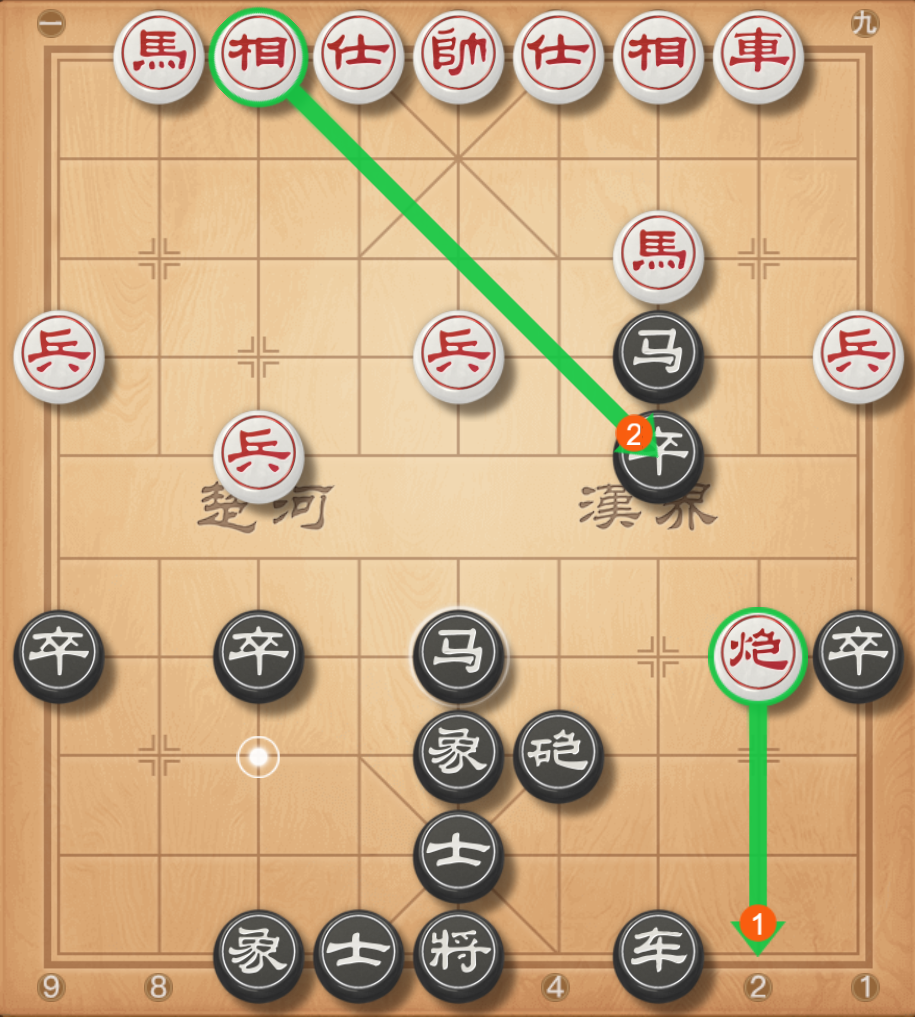 一 九
馬 相 仕 帥 仕 相 車
馬
兵 兵 马 兵
兵 2 卒
楚河 漢界
卒 卒 马 炮 卒
象 砲
士
1
象 士 将 车
9 8 4 2 1